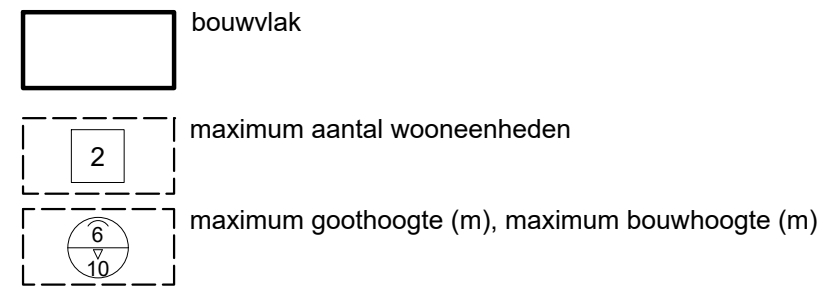 bouwvlak
2 maximum aantal wooneenheden
6 maximum goothoogte (m), maximum bouwhoogte (m)
10